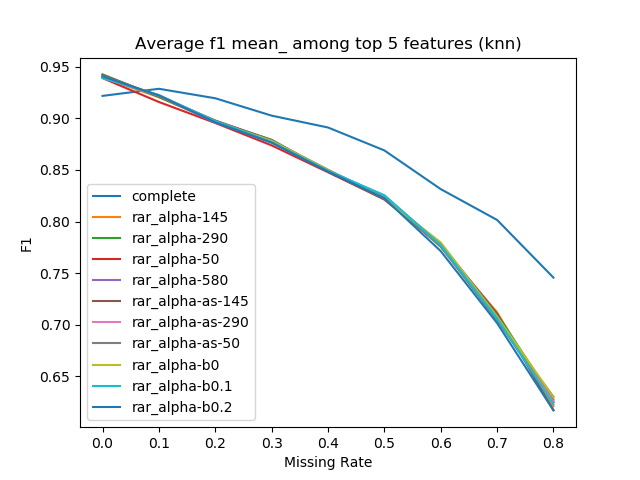 Average f1 mean_ among top 5 features (knn)
F1
0.95
0.90
0.85
0.80
0.75
0.70
0.65
complete
rar_alpha-145
rar_alpha-290
rar_alpha-50
rar_alpha-580
rar_alpha-as-145
rar_alpha-as-290
rar_alpha-as-50
rar_alpha-b0
rar_alpha-b0.1
rar_alpha-b0.2
0.0 0.1 0.2 0.3 0.4 0.5 0.6 0.7 0.8
Missing Rate